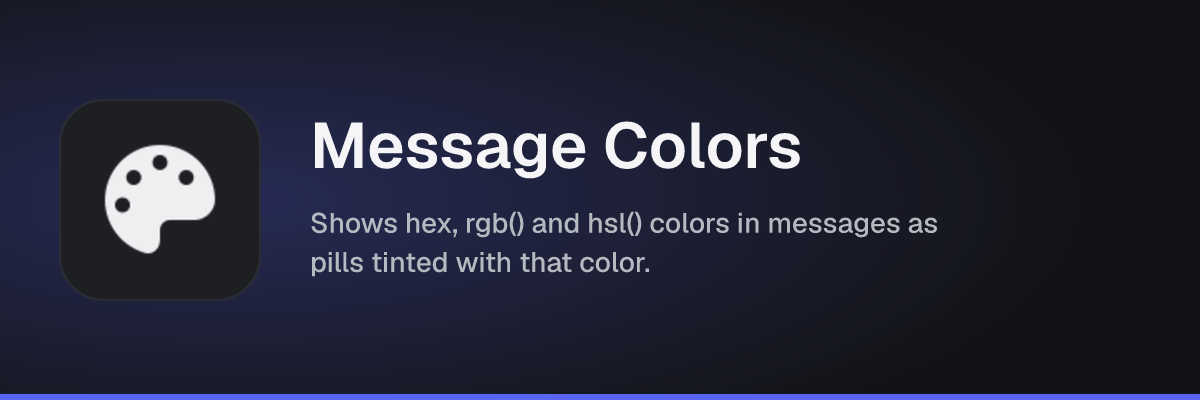 Message Colors
Shows hex, rgb() and hsl() colors in messages as
pills tinted with that color.